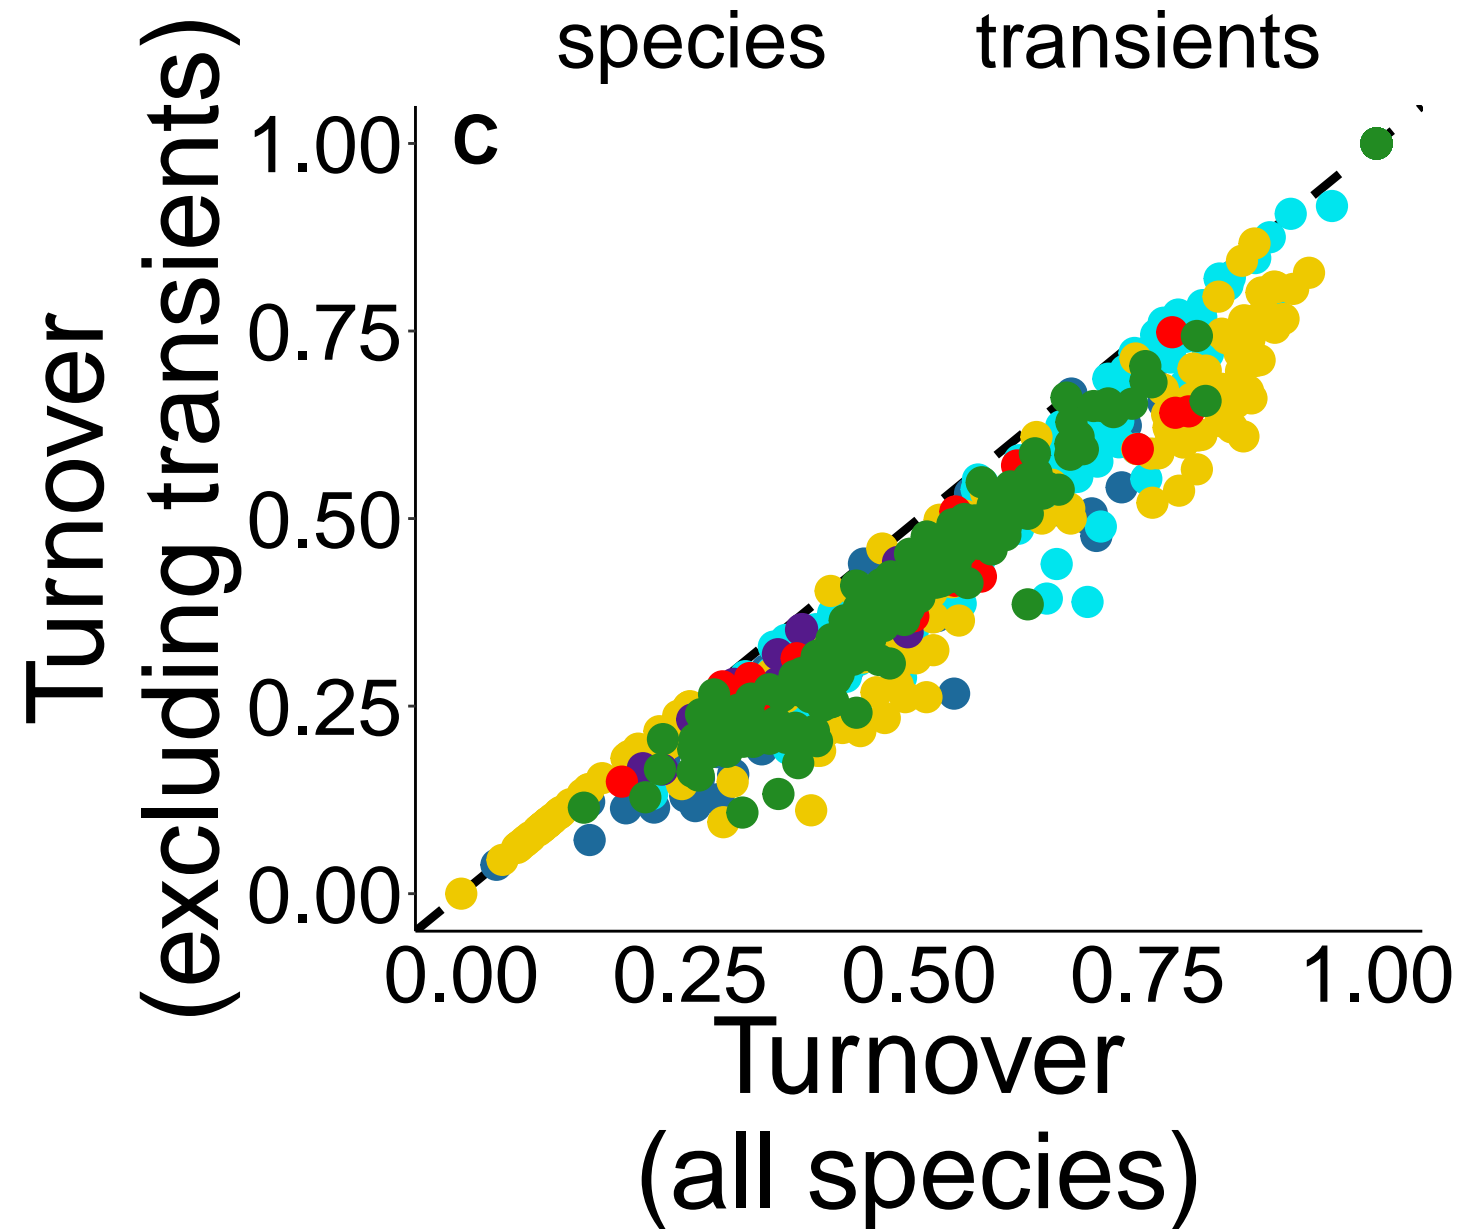 species transients
C
1.00
0.75
0.50
0.25
0.00
Turnover
(excluding transients)
0.00 0.25 0.50 0.75 1.00
Turnover
(all species)